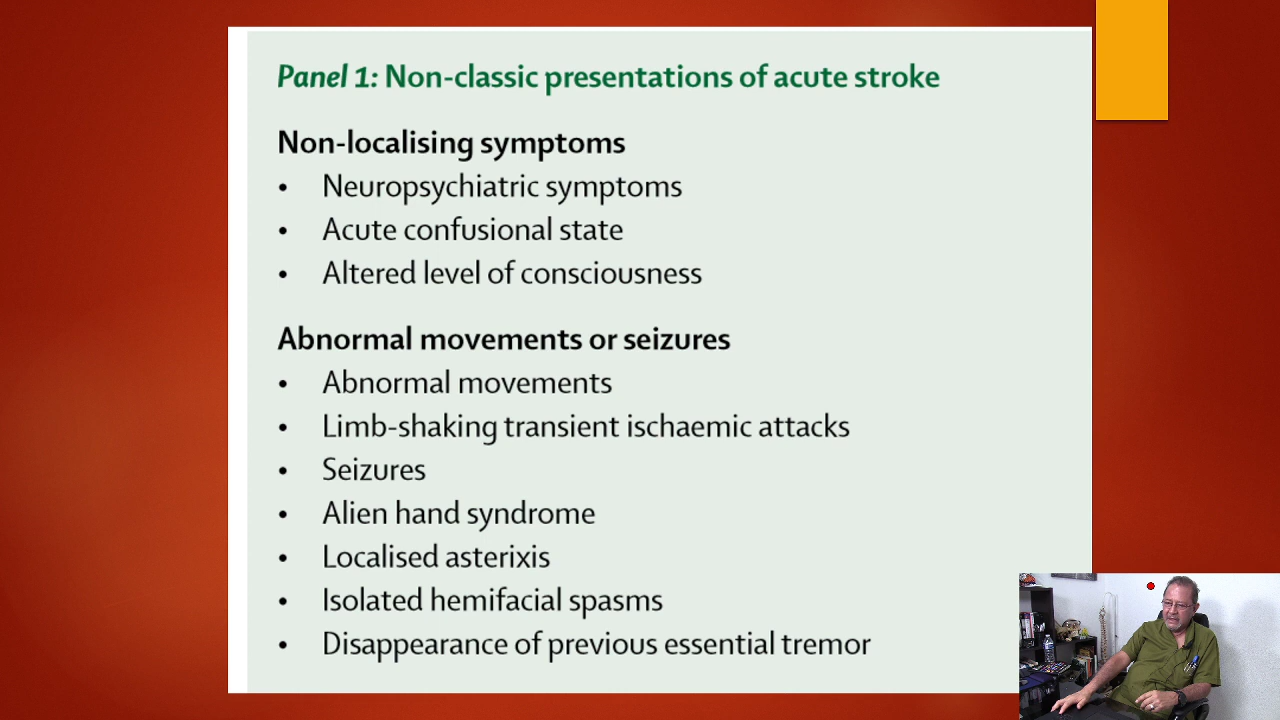 Panel 1: Non-classic presentations of acute stroke
Non-localising symptoms
• Neuropsychiatric symptoms
• Acute confusional state
• Altered level of consciousness
Abnormal movements or seizures
• Abnormal movements
• Limb-shaking transient ischaemic attacks
• Seizures
• Alien hand syndrome
• Localised asterixis
• Isolated hemifacial spasms
• Disappearance of previous essential tremor